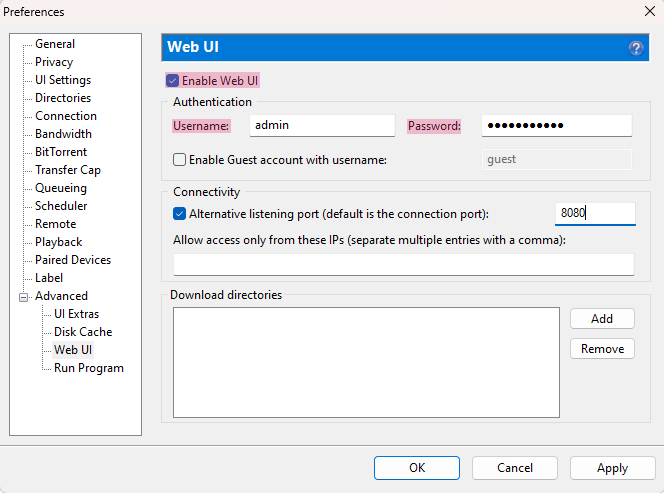 Preferences
General
Privacy
UI Settings
Directories
Connection
Bandwidth
BitTorrent
Transfer Cap
Queueing
Scheduler
Remote
Playback
Paired Devices
Label
Advanced
UI Extras
Disk Cache
Web UI
Run Program
Web UI
Enable Web UI
Authentication
Username: admin Password: ●●●●●●●●●●●
Enable Guest account with username: guest
Connectivity
Alternative listening port (default is the connection port): 8080
Allow access only from these IPs (separate multiple entries with a comma):
Download directories
Add
Remove
OK Cancel Apply